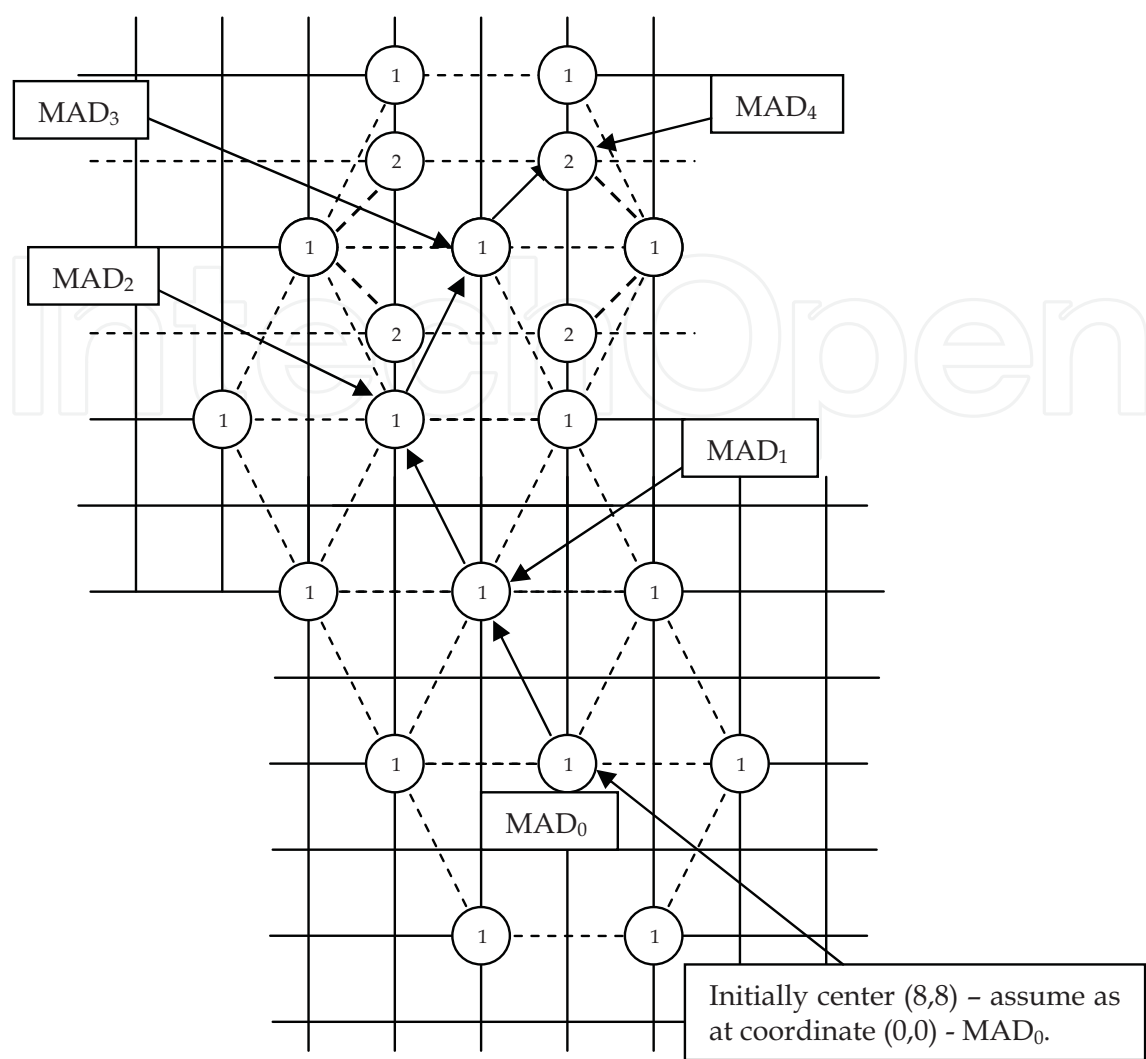 1 1
MAD3
MAD4
2 2
1 1 1
MAD2
2 2
IntechOpen
1 1 1
MAD1
1 1 1
1 1 1
MAD0
1 1
Initially center (8,8) – assume as
at coordinate (0,0) - MAD0.